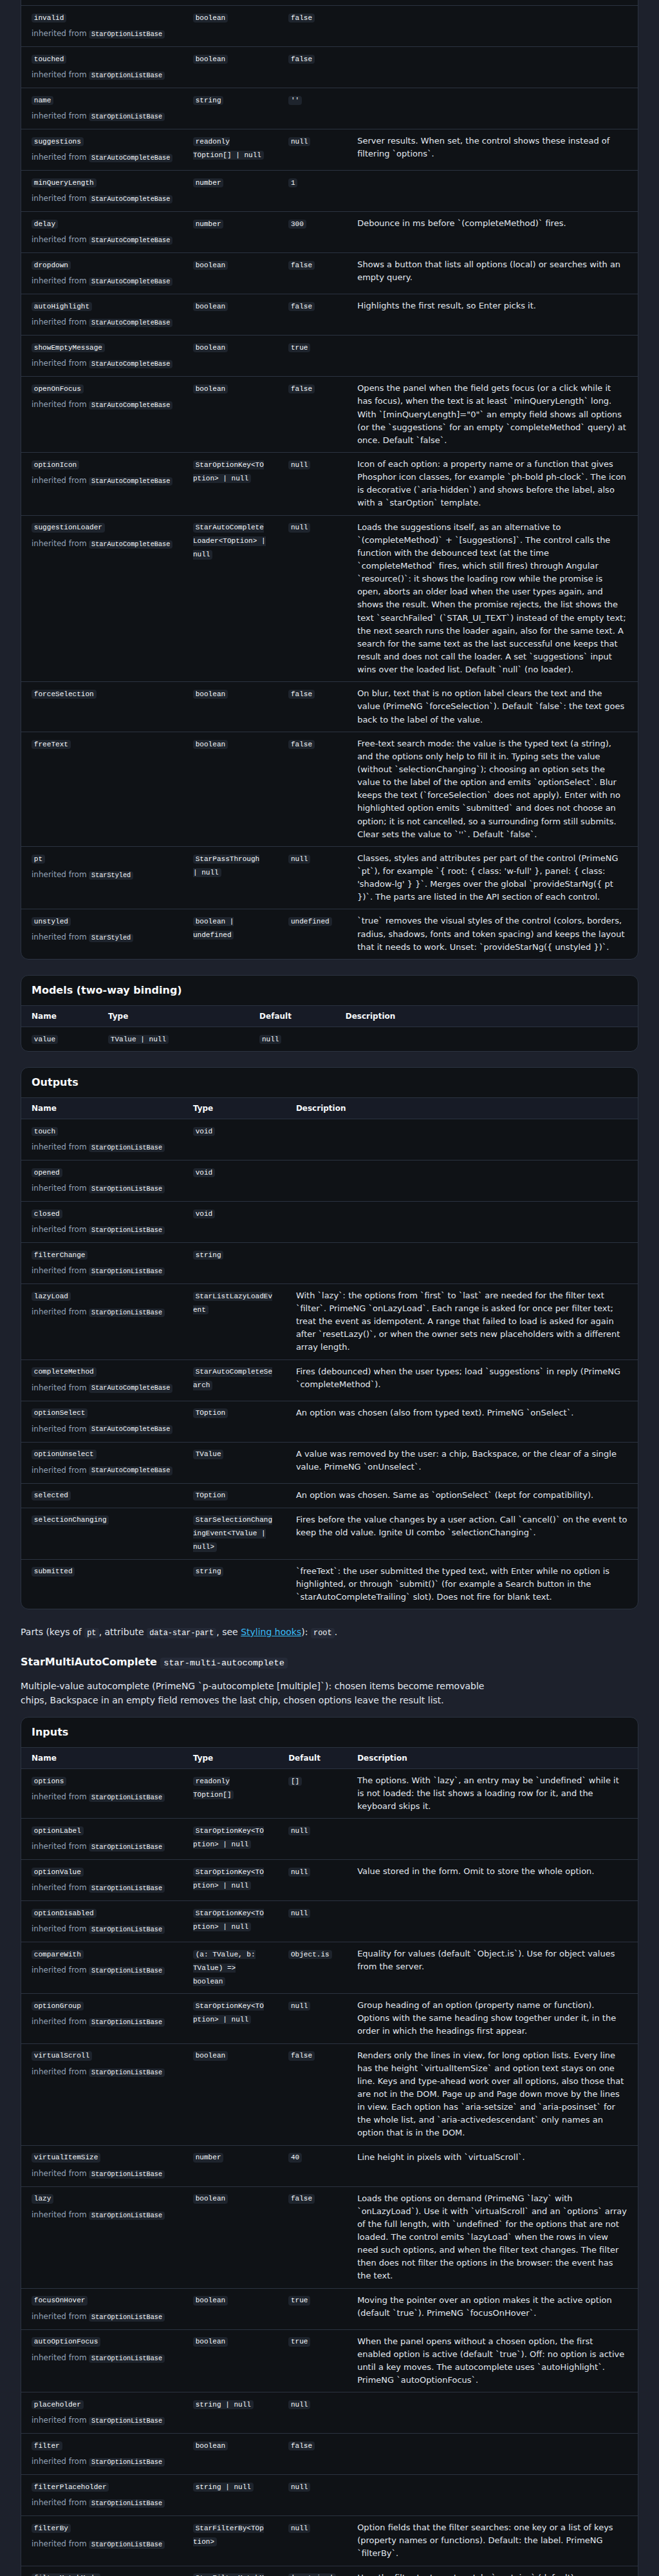 invalid boolean false
inherited from StarOptionListBase
touched boolean false
inherited from StarOptionListBase
name string ''
inherited from StarOptionListBase
suggestions readonly null Server results. When set, the control shows these instead of
inherited from StarAutoCompleteBase TOption[] | null filtering `options`.
minQueryLength number 1
inherited from StarAutoCompleteBase
delay number 300 Debounce in ms before `(completeMethod)` fires.
inherited from StarAutoCompleteBase
dropdown boolean false Shows a button that lists all options (local) or searches with an
inherited from StarAutoCompleteBase empty query.
autoHighlight boolean false Highlights the first result, so Enter picks it.
inherited from StarAutoCompleteBase
showEmptyMessage boolean true
inherited from StarAutoCompleteBase
openOnFocus boolean false Opens the panel when the field gets focus (or a click while it
inherited from StarAutoCompleteBase has focus), when the text is at least `minQueryLength` long.
With `[minQueryLength]="0"` an empty field shows all options
(or the `suggestions` for an empty `completeMethod` query) at
once. Default `false`.
optionIcon StarOptionKey<TO null Icon of each option: a property name or a function that gives
inherited from StarAutoCompleteBase ption> | null Phosphor icon classes, for example `ph-bold ph-clock`. The icon
is decorative (`aria-hidden`) and shows before the label, also
with a `starOption` template.
suggestionLoader StarAutoComplete null Loads the suggestions itself, as an alternative to
inherited from StarAutoCompleteBase Loader<TOption> | `(completeMethod)` + `[suggestions]`. The control calls the
null function with the debounced text (at the time
`completeMethod` fires, which still fires) through Angular
`resource()`: it shows the loading row while the promise is
open, aborts an older load when the user types again, and
shows the result. When the promise rejects, the list shows the
text `searchFailed` (`STAR_UI_TEXT`) instead of the empty text;
the next search runs the loader again, also for the same text. A
search for the same text as the last successful one keeps that
result and does not call the loader. A set `suggestions` input
wins over the loaded list. Default `null` (no loader).
forceSelection boolean false On blur, text that is no option label clears the text and the
value (PrimeNG `forceSelection`). Default `false`: the text goes
back to the label of the value.
freeText boolean false Free-text search mode: the value is the typed text (a string),
and the options only help to fill it in. Typing sets the value
(without `selectionChanging`); choosing an option sets the
value to the label of the option and emits `optionSelect`. Blur
keeps the text (`forceSelection` does not apply). Enter with no
highlighted option emits `submitted` and does not choose an
option; it is not cancelled, so a surrounding form still submits.
Clear sets the value to `''`. Default `false`.
pt StarPassThrough null Classes, styles and attributes per part of the control (PrimeNG
inherited from StarStyled | null `pt`), for example `{ root: { class: 'w-full' }, panel: { class:
'shadow-lg' } }`. Merges over the global `provideStarNg({ pt
})`. The parts are listed in the API section of each control.
unstyled boolean | undefined `true` removes the visual styles of the control (colors, borders,
inherited from StarStyled undefined radius, shadows, fonts and token spacing) and keeps the layout
that it needs to work. Unset: `provideStarNg({ unstyled })`.
Models (two-way binding)
Name Type Default Description
value TValue | null null
Outputs
Name Type Description
touch void
inherited from StarOptionListBase
opened void
inherited from StarOptionListBase
closed void
inherited from StarOptionListBase
filterChange string
inherited from StarOptionListBase
lazyLoad StarListLazyLoadEv With `lazy`: the options from `first` to `last` are needed for the filter text
inherited from StarOptionListBase ent `filter`. PrimeNG `onLazyLoad`. Each range is asked for once per filter text;
treat the event as idempotent. A range that failed to load is asked for again
after `resetLazy()`, or when the owner sets new placeholders with a different
array length.
completeMethod StarAutoCompleteSe Fires (debounced) when the user types; load `suggestions` in reply (PrimeNG
inherited from StarAutoCompleteBase arch `completeMethod`).
optionSelect TOption An option was chosen (also from typed text). PrimeNG `onSelect`.
inherited from StarAutoCompleteBase
optionUnselect TValue A value was removed by the user: a chip, Backspace, or the clear of a single
inherited from StarAutoCompleteBase value. PrimeNG `onUnselect`.
selected TOption An option was chosen. Same as `optionSelect` (kept for compatibility).
selectionChanging StarSelectionChang Fires before the value changes by a user action. Call `cancel()` on the event to
ingEvent<TValue | keep the old value. Ignite UI combo `selectionChanging`.
null>
submitted string `freeText`: the user submitted the typed text, with Enter while no option is
highlighted, or through `submit()` (for example a Search button in the
`starAutoCompleteTrailing` slot). Does not fire for blank text.
Parts (keys of pt, attribute data-star-part, see Styling hooks): root.
StarMultiAutoComplete star-multi-autocomplete
Multiple-value autocomplete (PrimeNG `p-autocomplete [multiple]`): chosen items become removable
chips, Backspace in an empty field removes the last chip, chosen options leave the result list.
Inputs
Name Type Default Description
options readonly [] The options. With `lazy`, an entry may be `undefined` while it
inherited from StarOptionListBase TOption[] is not loaded: the list shows a loading row for it, and the
keyboard skips it.
optionLabel StarOptionKey<TO null
inherited from StarOptionListBase ption> | null
optionValue StarOptionKey<TO null Value stored in the form. Omit to store the whole option.
inherited from StarOptionListBase ption> | null
optionDisabled StarOptionKey<TO null
inherited from StarOptionListBase ption> | null
compareWith (a: TValue, b: Object.is Equality for values (default `Object.is`). Use for object values
inherited from StarOptionListBase TValue) => from the server.
boolean
optionGroup StarOptionKey<TO null Group heading of an option (property name or function).
inherited from StarOptionListBase ption> | null Options with the same heading show together under it, in the
order in which the headings first appear.
virtualScroll boolean false Renders only the lines in view, for long option lists. Every line
inherited from StarOptionListBase has the height `virtualItemSize` and option text stays on one
line. Keys and type-ahead work over all options, also those that
are not in the DOM. Page up and Page down move by the lines
in view. Each option has `aria-setsize` and `aria-posinset` for
the whole list, and `aria-activedescendant` only names an
option that is in the DOM.
virtualItemSize number 40 Line height in pixels with `virtualScroll`.
inherited from StarOptionListBase
lazy boolean false Loads the options on demand (PrimeNG `lazy` with
inherited from StarOptionListBase `onLazyLoad`). Use it with `virtualScroll` and an `options` array
of the full length, with `undefined` for the options that are not
loaded. The control emits `lazyLoad` when the rows in view
need such options, and when the filter text changes. The filter
then does not filter the options in the browser: the event has
the text.
focusOnHover boolean true Moving the pointer over an option makes it the active option
inherited from StarOptionListBase (default `true`). PrimeNG `focusOnHover`.
autoOptionFocus boolean true When the panel opens without a chosen option, the first
inherited from StarOptionListBase enabled option is active (default `true`). Off: no option is active
until a key moves. The autocomplete uses `autoHighlight`.
PrimeNG `autoOptionFocus`.
placeholder string | null null
inherited from StarOptionListBase
filter boolean false
inherited from StarOptionListBase
filterPlaceholder string | null null
inherited from StarOptionListBase
filterBy StarFilterBy<TOp null Option fields that the filter searches: one key or a list of keys
inherited from StarOptionListBase tion> (property names or functions). Default: the label. PrimeNG
`filterBy`.